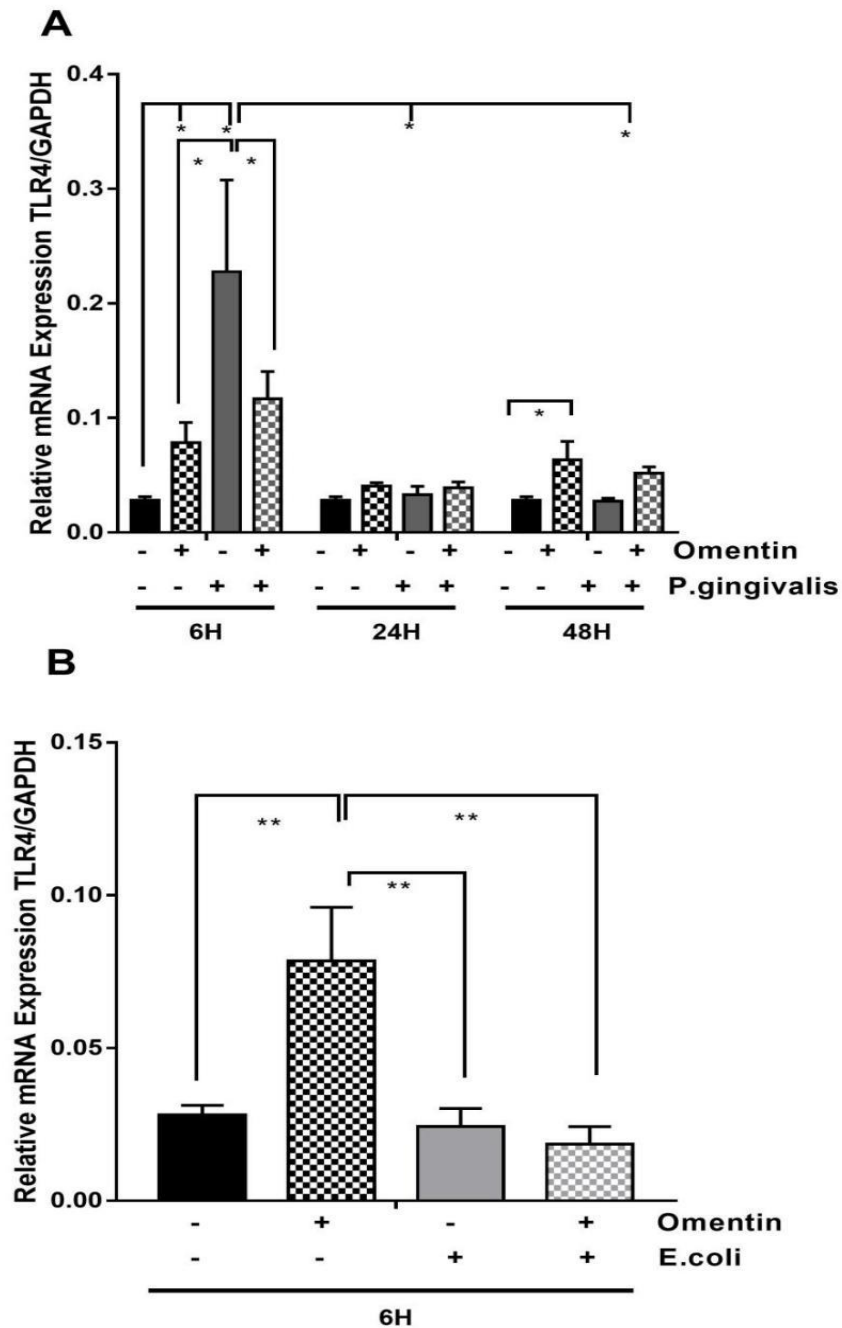 A
Relative mRNA Expression TLR4/GAPDH
0.4
0.3
0.2
0.1
0.0
* * * *
* *
*
- + - + - + - + - + - + Omentin
- - + + - - + + - - + + P.gingivalis
6H 24H 48H
B
Relative mRNA Expression TLR4/GAPDH
0.15
0.10
0.05
0.00
** **
**
- + - + Omentin
- - + + E.coli
6H